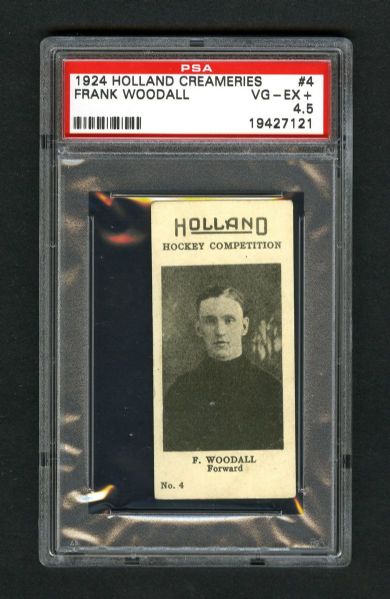 PSA
1924 HOLLAND CREAMERIES #4
FRANK WOODALL VG-EX+
4.5
19427121
HOLLAND
HOCKEY COMPETITION
F. WOODALL
Forward
No. 4